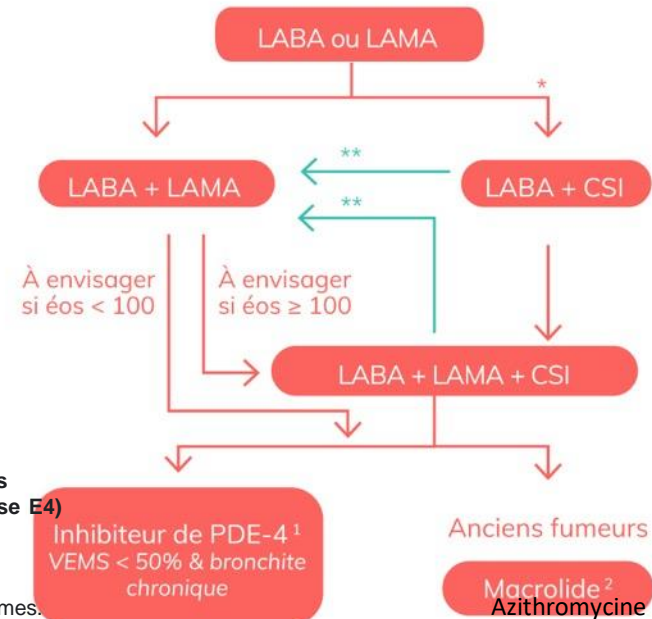 LABA ou LAMA
*
**
LABA + LAMA
LABA + CSI
**
À envisager
si éos < 100
À envisager
si éos ≥ 100
LABA + LAMA + CSI
s
se E4)
Inhibiteur de PDE-4 ¹
VEMS < 50% & bronchite
chronique
Anciens fumeurs
Macrolide ²
mes.
Azithromycine